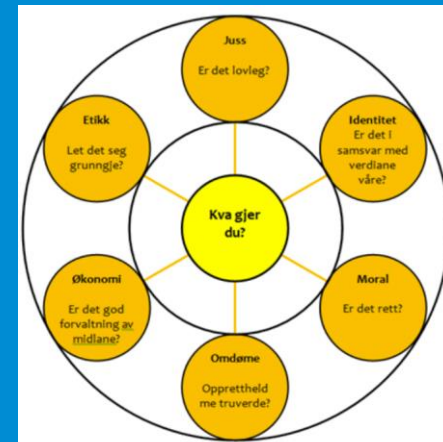 Juss
Er det lovleg?
Etikk
Let det seg
grunngje?
Identitet
Er det i
samsvar med
verdiane
våre?
Kva gjer
du?
Økonomi
Er det god
forvaltning av
midlane?
Moral
Er det rett?
Omdøme
Opprettheld
me truverde?